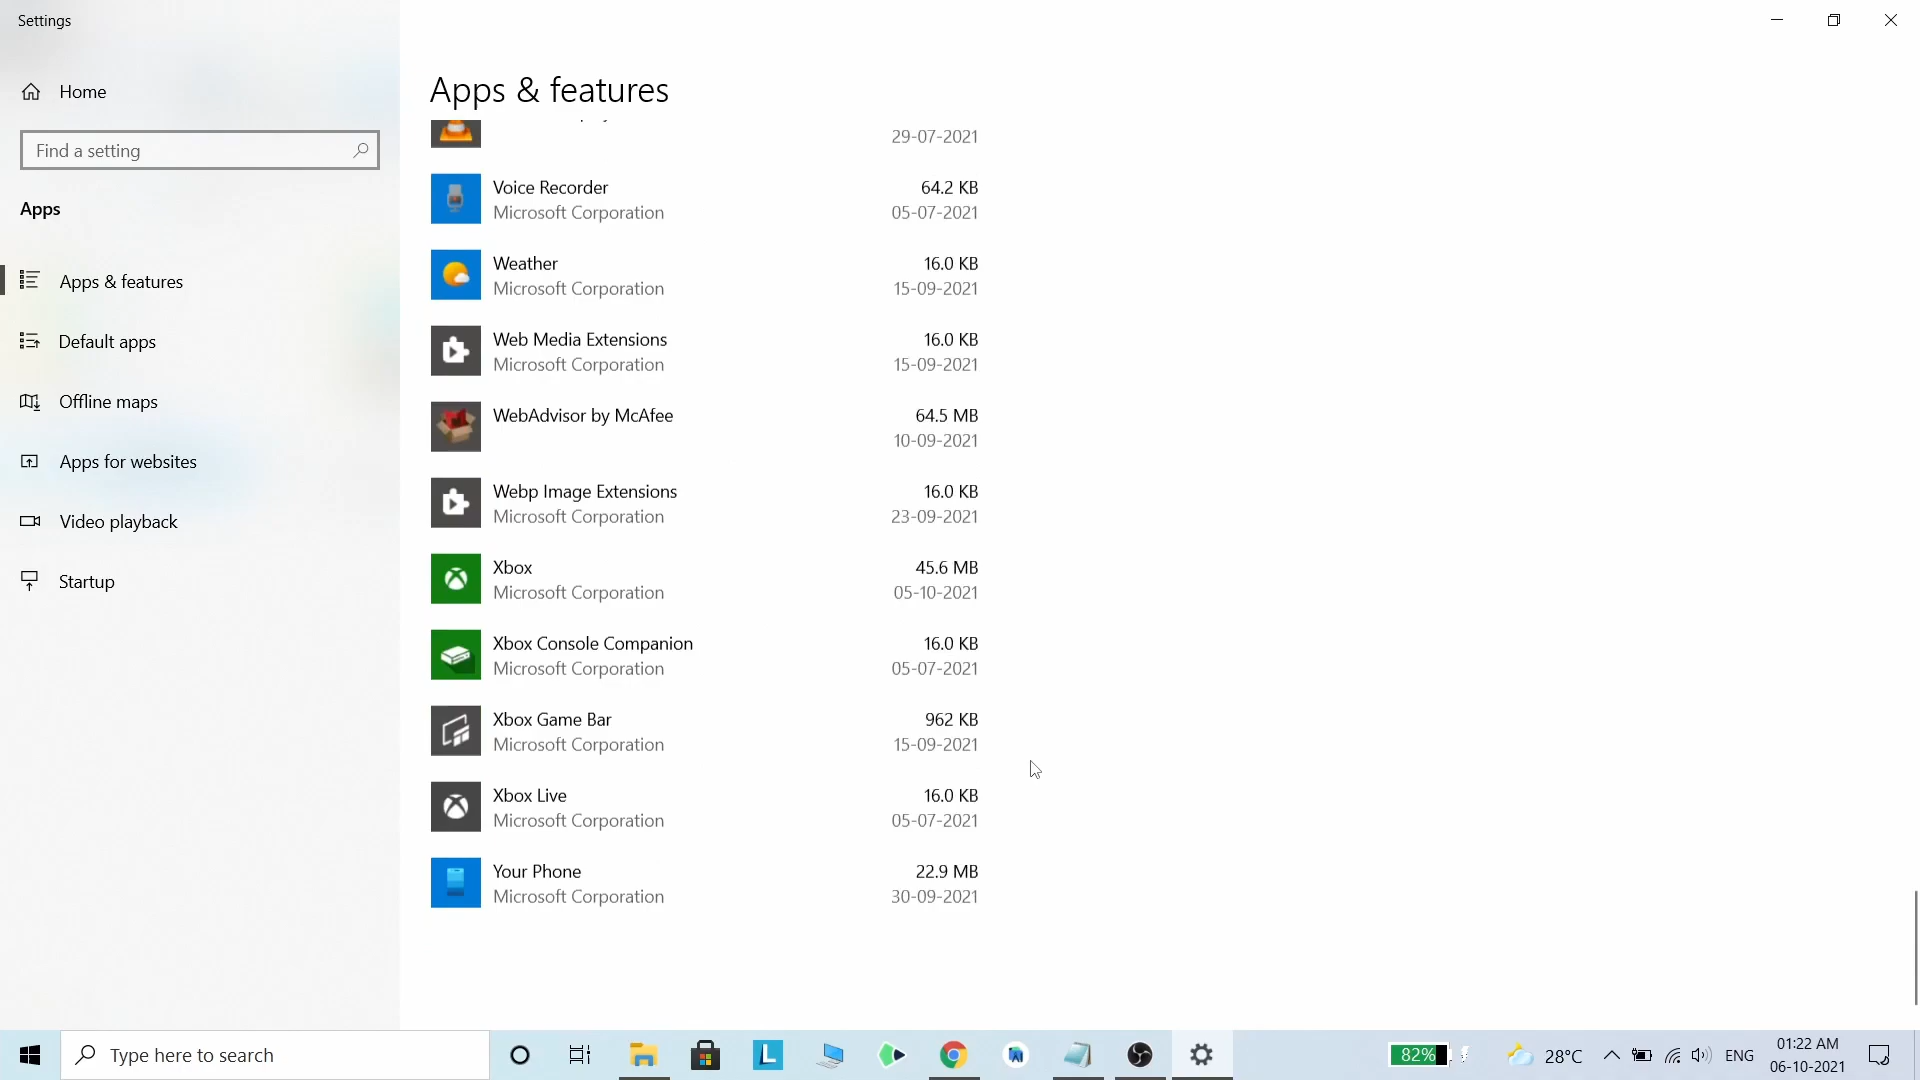 Settings
Home
Find a setting
Apps
Apps & features
Default apps
Offline maps
Apps for websites
Video playback
Startup
Apps & features
29-07-2021
Voice Recorder 64.2 KB
Microsoft Corporation 05-07-2021
Weather 16.0 KB
Microsoft Corporation 15-09-2021
Web Media Extensions 16.0 KB
Microsoft Corporation 15-09-2021
WebAdvisor by McAfee 64.5 MB
10-09-2021
Webp Image Extensions 16.0 KB
Microsoft Corporation 23-09-2021
Xbox 45.6 MB
Microsoft Corporation 05-10-2021
Xbox Console Companion 16.0 KB
Microsoft Corporation 05-07-2021
Xbox Game Bar 962 KB
Microsoft Corporation 15-09-2021
Xbox Live 16.0 KB
Microsoft Corporation 05-07-2021
Your Phone 22.9 MB
Microsoft Corporation 30-09-2021
Type here to search
L
82%
28°C
ENG
01:22 AM
06-10-2021